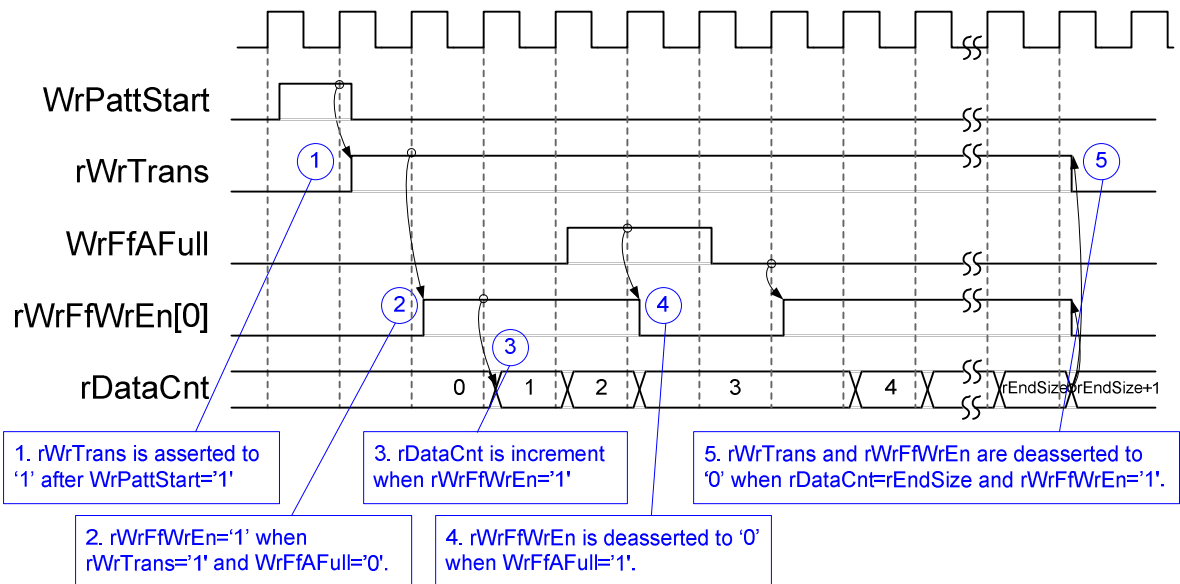 WrPattStart
rWrTrans
1
5
WrFfAFull
rWrFfWrEn[0]
2
4
3
rDataCnt
0
1
2
3
4
rEndSize
rEndSize+1
1. rWrTrans is asserted to
‘1’ after WrPattStart=’1'
3. rDataCnt is increment
when rWrFfWrEn=’1'
5. rWrTrans and rWrFfWrEn are deasserted to
‘0’ when rDataCnt=rEndSize and rWrFfWrEn=’1'.
2. rWrFfWrEn=‘1’ when
rWrTrans=’1' and WrFfAFull=’0'.
4. rWrFfWrEn is deasserted to ‘0’
when WrFfAFull=’1'.